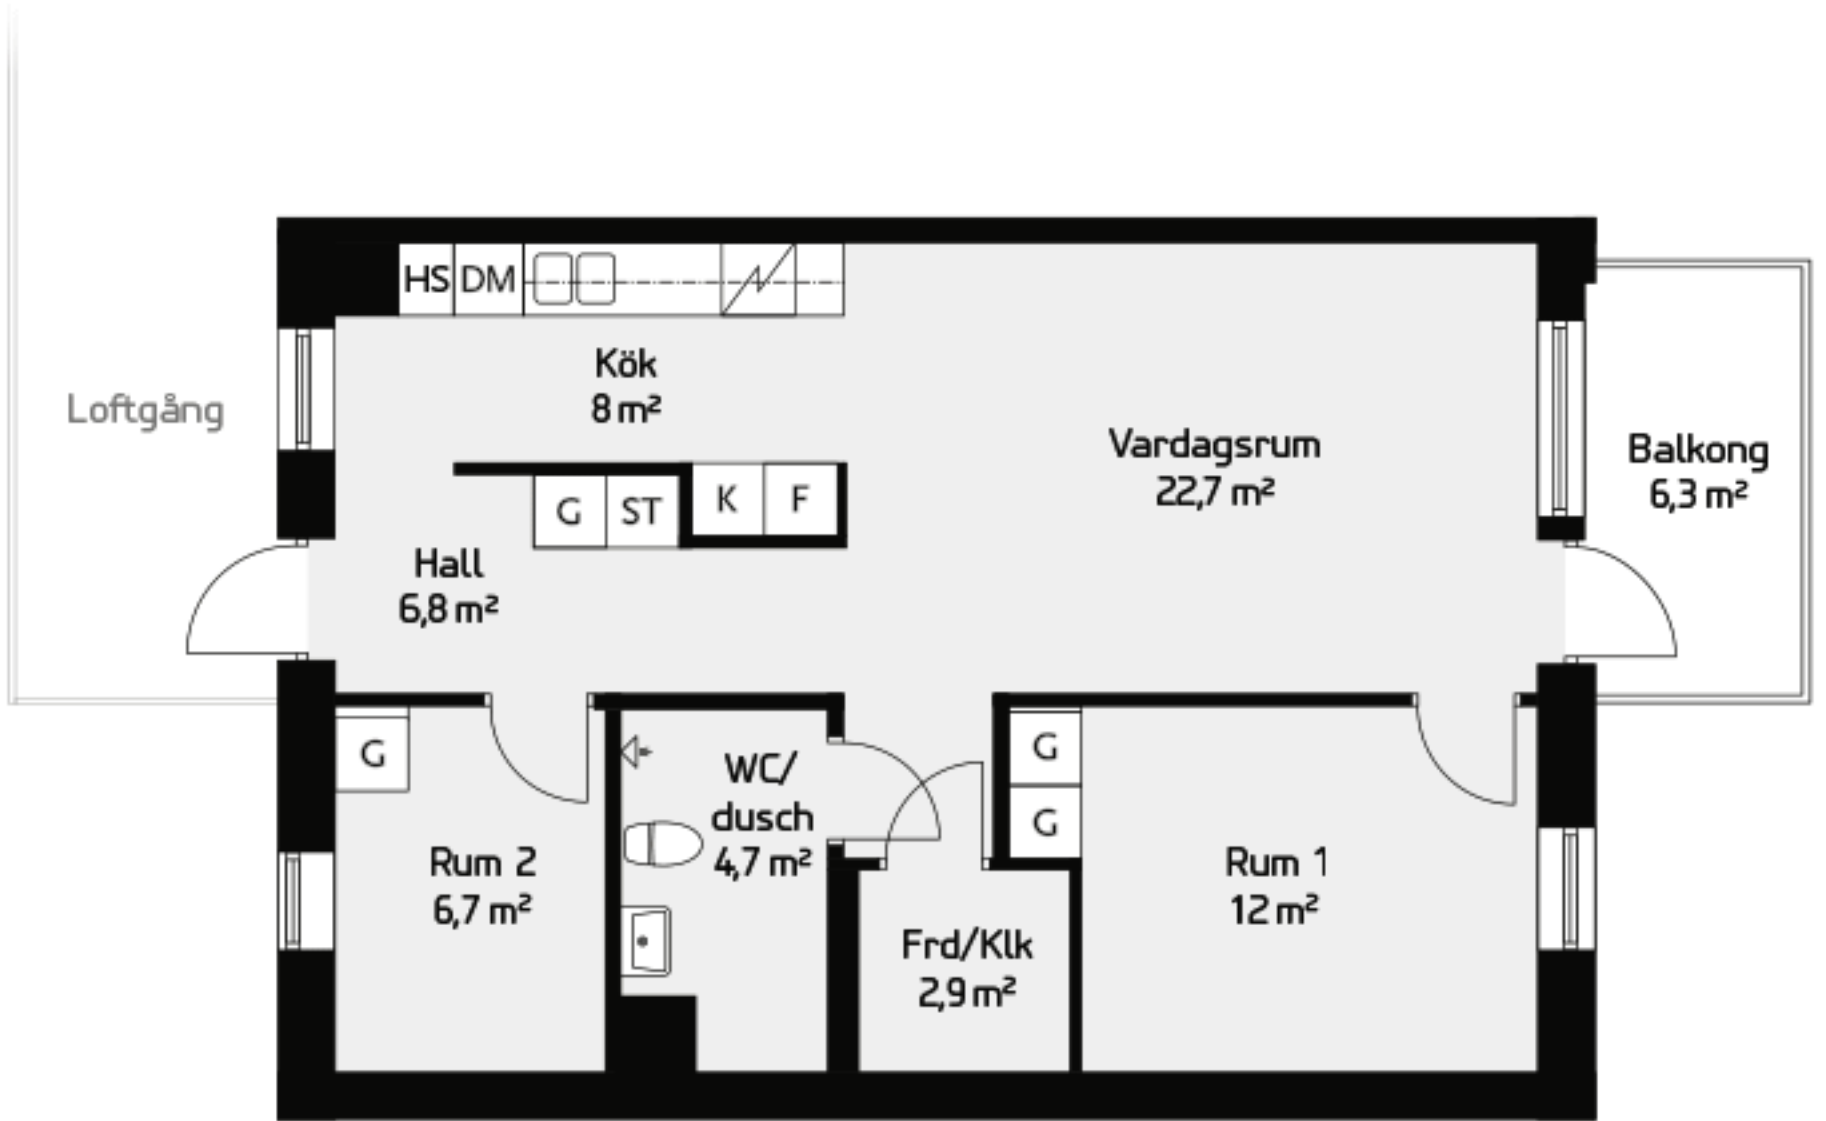 HS DM
Kök
8 m²
Loftgång
Vardagsrum
22,7 m²
Balkong
6,3 m²
G ST K F
Hall
6,8 m²
G
Rum 2
6,7 m²
WC/
dusch
4,7 m²
G
G
Frd/Klk
2,9 m²
Rum 1
12 m²